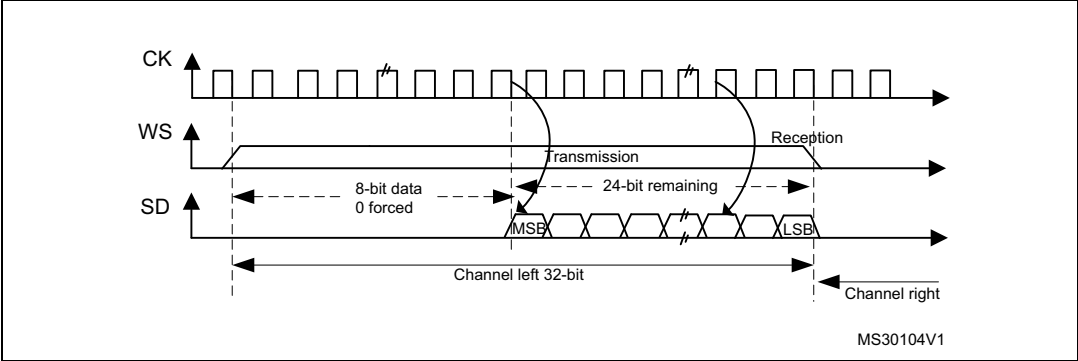 CK
WS
Reception
Transmission
8-bit data
0 forced
24-bit remaining
SD
MSB
LSB
Channel left 32-bit
Channel right
MS30104V1